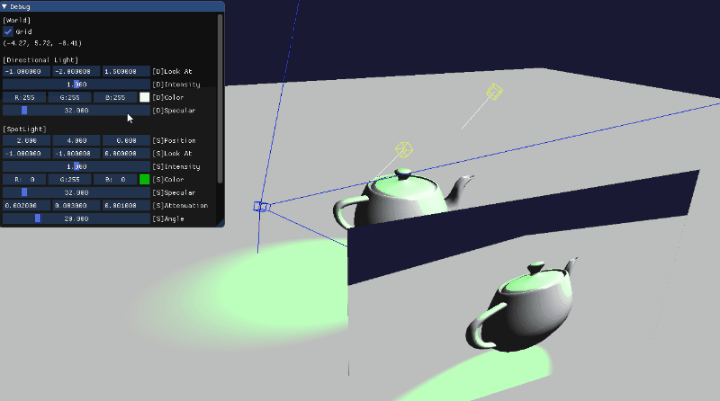 Debug
[World]
Grid
(-4.27, 5.72, -8.41)
[Directional Light]
-1.000000 -2.000000 1.500000 [D]Look At
1.000 [D]Intensity
R:255 G:255 B:255 [D]Color
32.000 [D]Specular
[SpotLight]
2.000 4.000 0.000 [S]Position
-1.000000 -1.000000 0.000000 [S]Look At
1.000 [S]Intensity
R: 0 G:255 B: 0 [S]Color
32.000 [S]Specular
0.002000 0.003000 0.001000 [S]Attenuation
20.000 [S]Angle